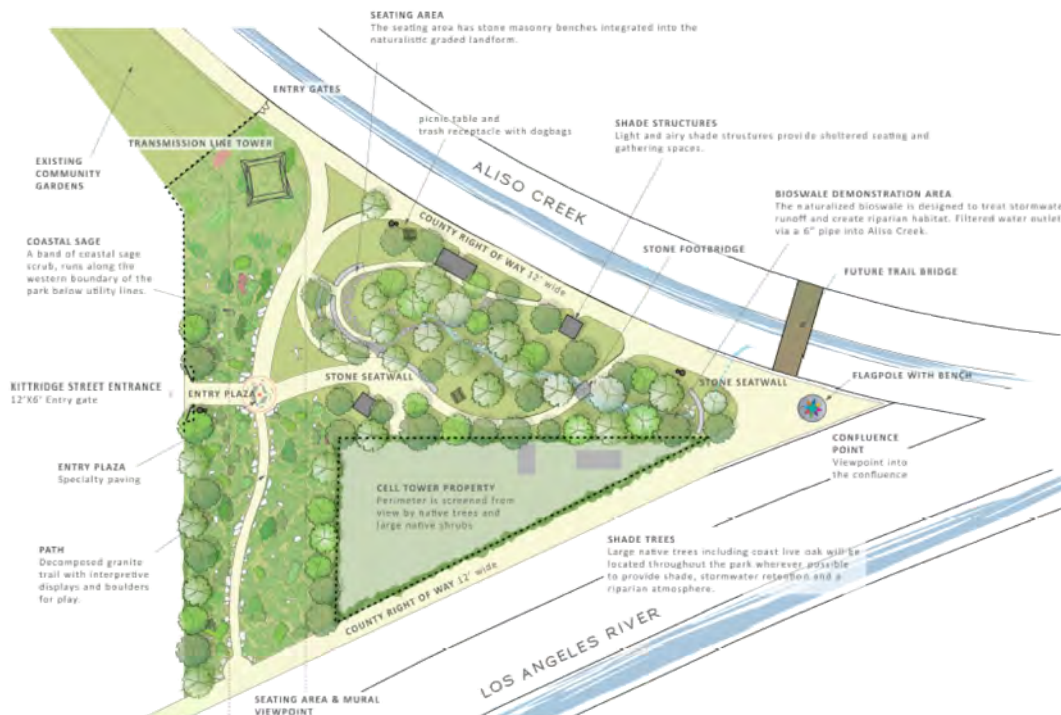 SEATING AREA
The seating area has stone masonry benches integrated into the
naturalistic graded landform.
ENTRY GATES
picnic table and
trash receptacle with dogbags
SHADE STRUCTURES
Light and airy shade structures provide sheltered seating and
gathering spaces.
TRANSMISSION LINE TOWER
EXISTING
COMMUNITY
GARDENS
ALISO CREEK
BIOSWALE DEMONSTRATION AREA
The naturalized bioswale is designed to treat stormwate
runoff and create riparian habitat. Filtered water outlet
via a 6" pipe into Aliso Creek.
COASTAL SAGE
A band of coastal sage
scrub, runs along the
western boundary of the
park below utility lines.
COUNTY RIGHT OF WAY 12' wide
STONE FOOTBRIDGE
FUTURE TRAIL BRIDGE
KITTRIDGE STREET ENTRANCE
12'X6' Entry gate
ENTRY PLAZA
STONE SEATWALL
STONE SEATWALL
FLAGPOLE WITH BENCH
CONFLUENCE
POINT
Viewpoint into
the confluence
ENTRY PLAZA
Specialty paving
CELL TOWER PROPERTY
Perimeter is screened from
view by native trees and
large native shrubs
PATH
Decomposed granite
trail with interpretive
displays and boulders
for play.
SHADE TREES
Large native trees including coast live oak will be
located throughout the park wherever possible
to provide shade, stormwater retention and a
riparian atmosphere.
COUNTY RIGHT OF WAY 12' wide
LOS ANGELES RIVER
SEATING AREA & MURAL
VIEWPOINT